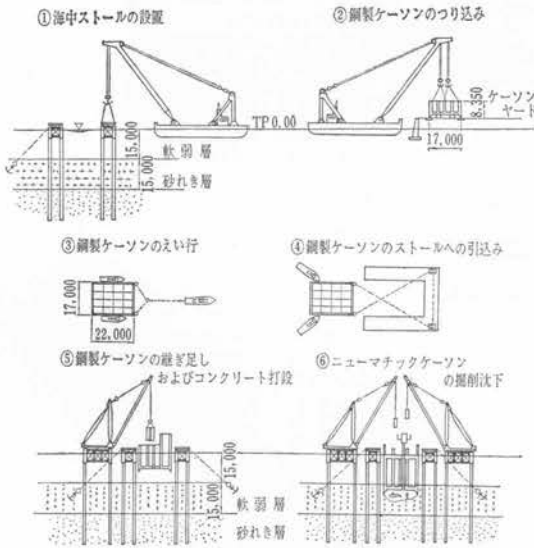 ①海中ストールの設置
②鋼製ケーソンのつり込み
ケーソン
ヤード
8,350
17,000
TP 0.00
15,000
軟弱層
15,000
砂れき層
③鋼製ケーソンのえい行
④鋼製ケーソンのストールへの引込み
17,000
22,000
⑤鋼製ケーソンの継ぎ足し
およびコンクリート打設
⑥ニューマチックケーソン
の掘削沈下
15,000
15,000
軟弱層
砂れき層